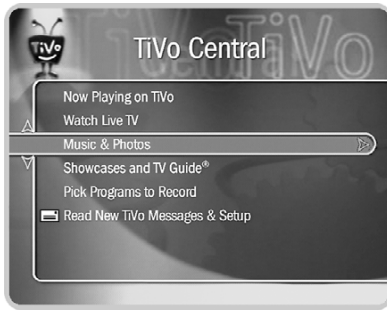 TiVo
TiVo Central
Now Playing on TiVo
Watch Live TV
Music & Photos
Showcases and TV Guide®
Pick Programs to Record
Read New TiVo Messages & Setup